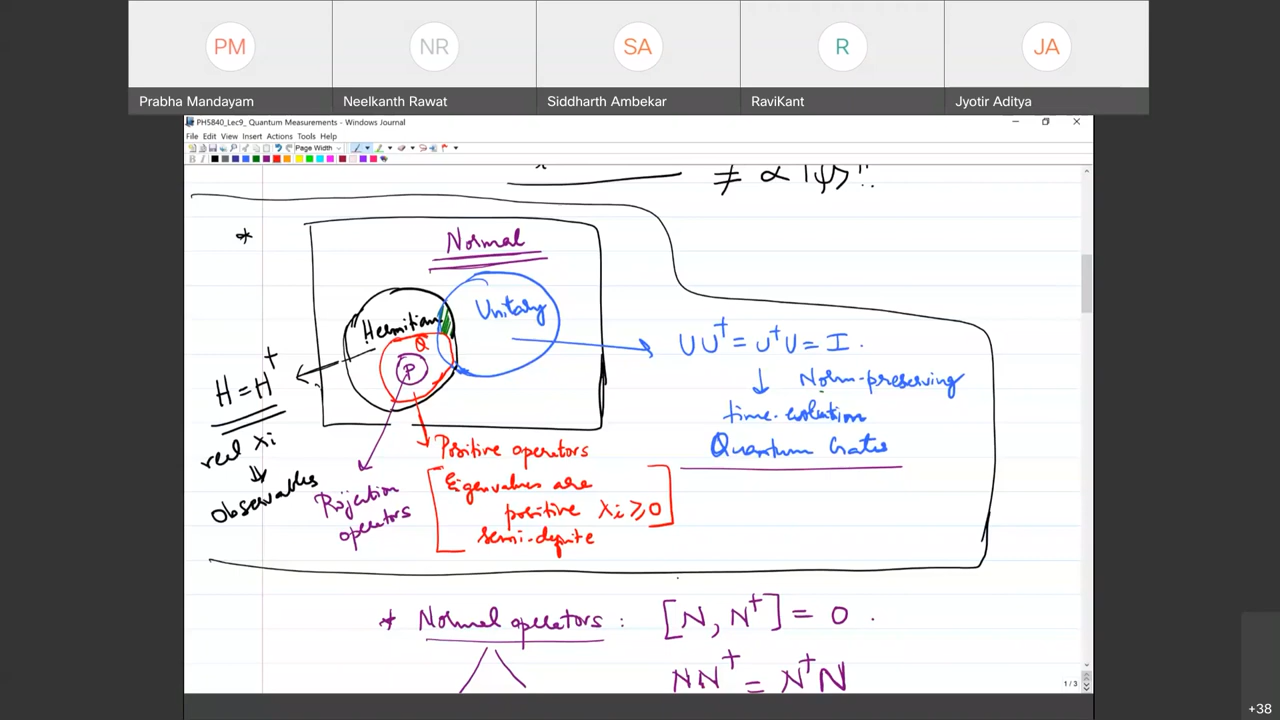 PM
NR
SA
R
JA
Prabha Mandayam
Neelkanth Rawat
Siddharth Ambekar
RaviKant
Jyotir Aditya
PH5840_Lec9_ Quantum Measurements - Windows Journal
File Edit View Insert Actions Tools Help
Page Width
B I
≠ α |ψ> !!
*
Normal
Hermitian
Unitary
Q
P
H = H†
real λi
observables
Projection
operators
Positive operators
Eigenvalues are
positive λi ≥ 0
semi-definite
UU† = U†U = I.
Norm-preserving
time-evolution
Quantum Gates
* Normal operators : [N, N†] = 0 .
NN† = N†N
1 / 3
+38